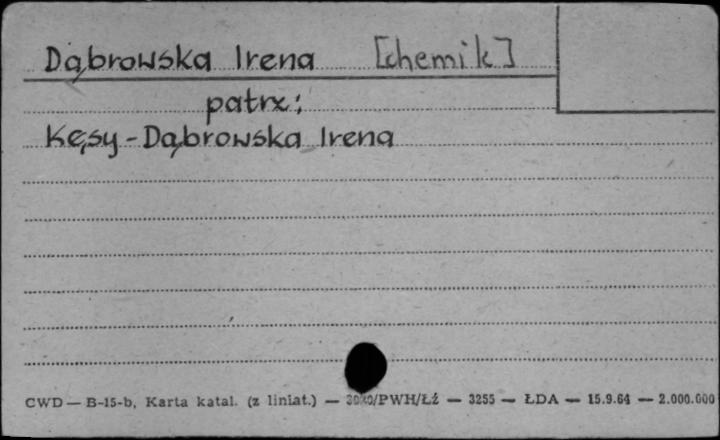 Dąbrowska Irena [chemik]
patrz:
Kęsy-Dąbrowska Irena
CWD — B-15-b, Karta katal. (z liniat.) — /PWH/Łź — 3255 — ŁDA — 15.9.64 — 2.000.000